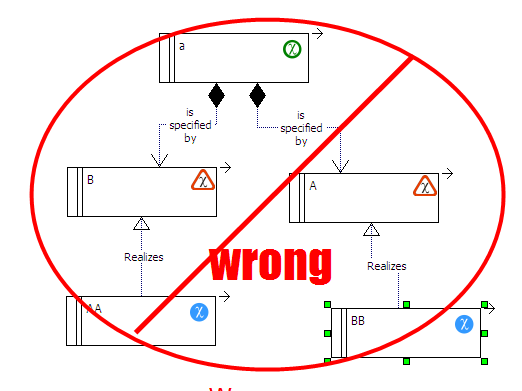 a
χ
is
specified
by
is
specified
by
B
χ
A
χ
Realizes
wrong
Realizes
AA
χ
BB
χ